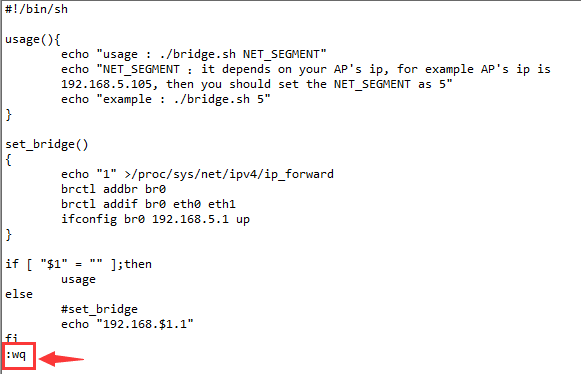 #!/bin/sh
usage(){
echo "usage : ./bridge.sh NET_SEGMENT"
echo "NET_SEGMENT ：it depends on your AP's ip, for example AP's ip is
192.168.5.105, then you should set the NET_SEGMENT as 5"
echo "example : ./bridge.sh 5"
}
set_bridge()
{
echo "1" >/proc/sys/net/ipv4/ip_forward
brctl addbr br0
brctl addif br0 eth0 eth1
ifconfig br0 192.168.5.1 up
}
if [ "$1" = "" ];then
usage
else
#set_bridge
echo "192.168.$1.1"
fi
:wq